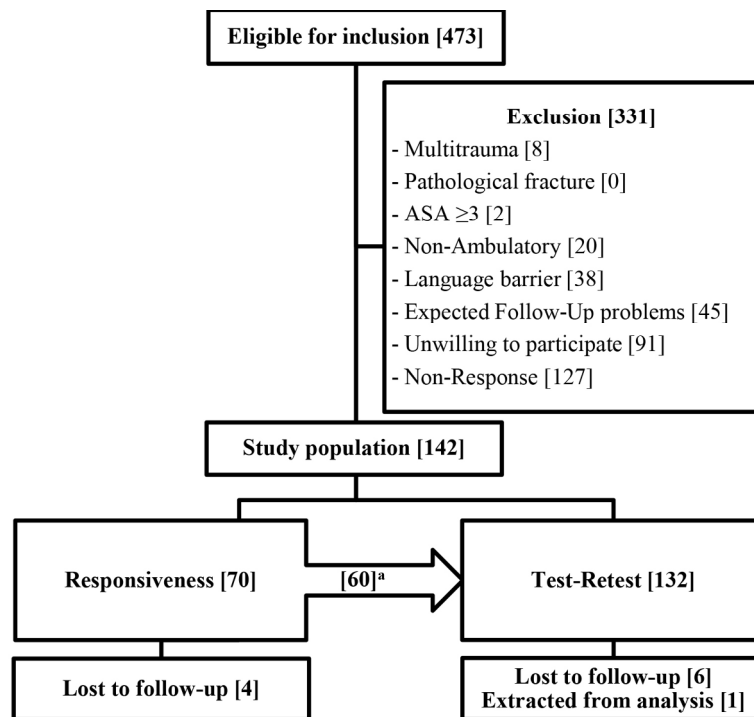 Eligible for inclusion [473]
Exclusion [331]
- Multitrauma [8]
- Pathological fracture [0]
- ASA ≥3 [2]
- Non-Ambulatory [20]
- Language barrier [38]
- Expected Follow-Up problems [45]
- Unwilling to participate [91]
- Non-Response [127]
Study population [142]
Responsiveness [70]
[60]ᵃ
Test-Retest [132]
Lost to follow-up [4]
Lost to follow-up [6]
Extracted from analysis [1]